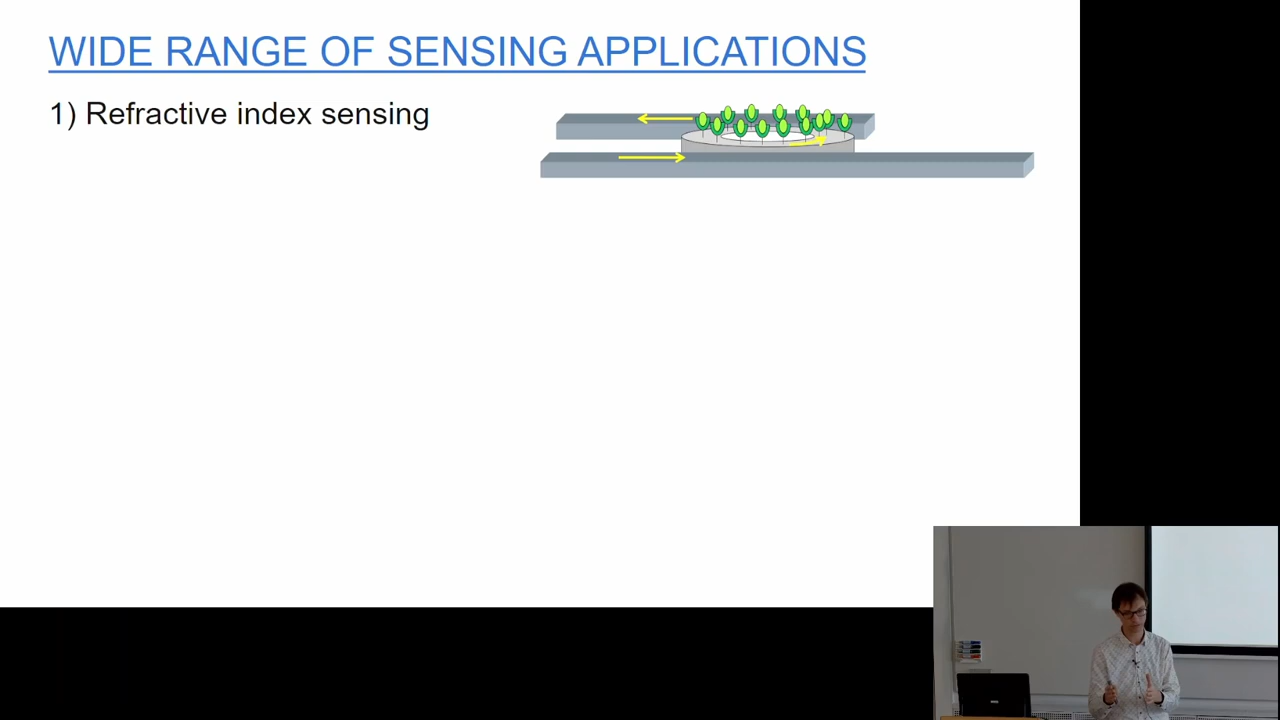 WIDE RANGE OF SENSING APPLICATIONS
1) Refractive index sensing